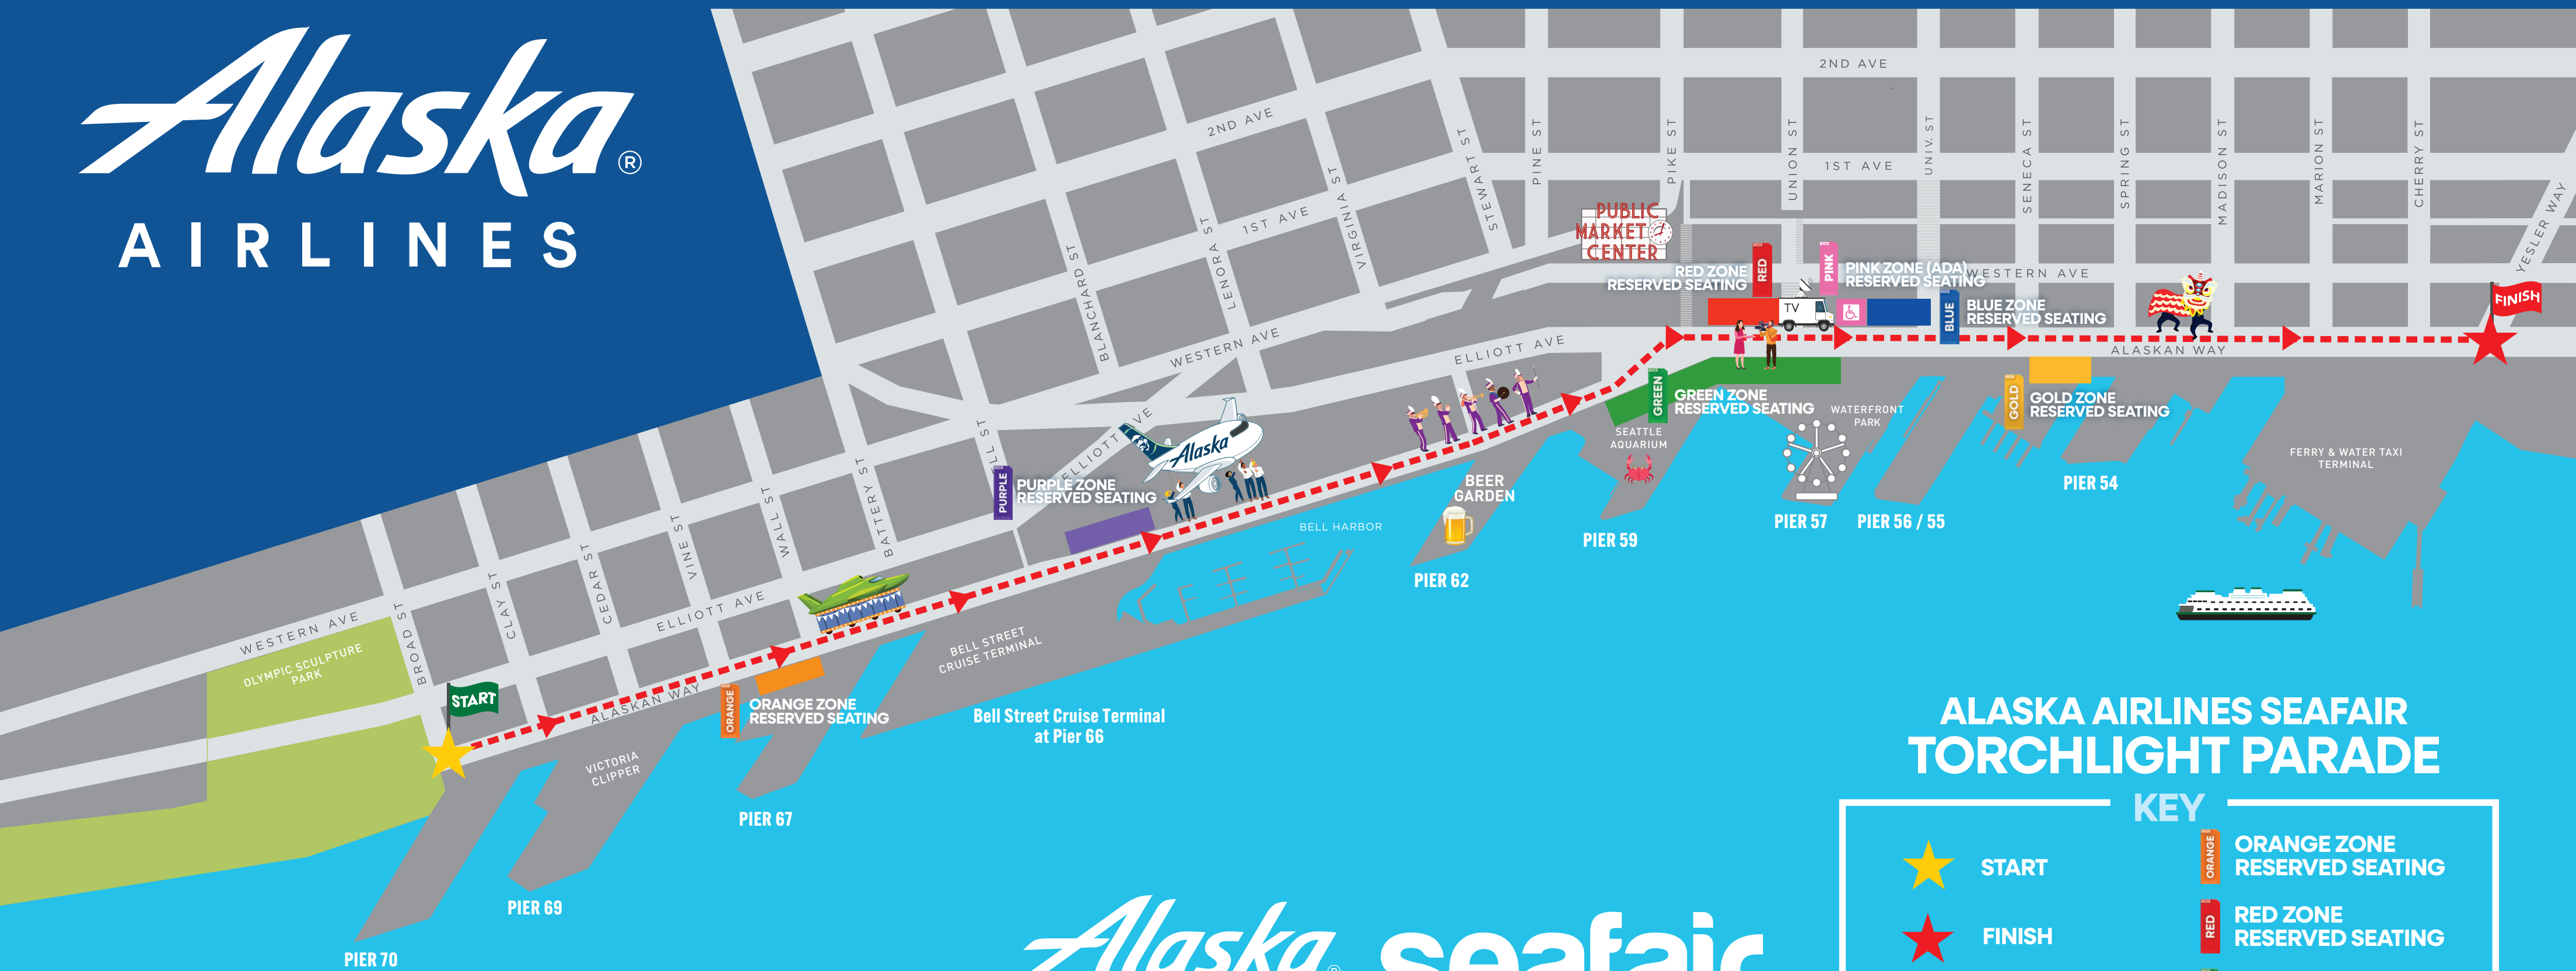 Alaska®
AIRLINES
2ND AVE
2ND AVE
1ST AVE
1ST AVE
BLANCHARD ST
LENORA ST
VIRGINIA ST
STEWART ST
PINE ST
PIKE ST
UNION ST
UNIV. ST
SENECA ST
SPRING ST
MADISON ST
MARION ST
CHERRY ST
YESLER WAY
PUBLIC
MARKET
CENTER
RED ZONE
RESERVED SEATING
RED
PINK
PINK ZONE (ADA)
RESERVED SEATING
WESTERN AVE
TV
BLUE
BLUE ZONE
RESERVED SEATING
FINISH
ALASKAN WAY
WESTERN AVE
ELLIOTT AVE
ELLIOTT AVE
GREEN
GREEN ZONE
RESERVED SEATING
GOLD
GOLD ZONE
RESERVED SEATING
WATERFRONT
PARK
SEATTLE
AQUARIUM
FERRY & WATER TAXI
TERMINAL
Alaska
PURPLE
PURPLE ZONE
RESERVED SEATING
BEER
GARDEN
BELL HARBOR
PIER 54
PIER 57
PIER 56 / 55
PIER 59
PIER 62
BATTERY ST
WALL ST
VINE ST
CEDAR ST
CLAY ST
BROAD ST
WESTERN AVE
ELLIOTT AVE
OLYMPIC SCULPTURE
PARK
START
ALASKAN WAY
BELL STREET
CRUISE TERMINAL
ORANGE
ORANGE ZONE
RESERVED SEATING
Bell Street Cruise Terminal
at Pier 66
VICTORIA
CLIPPER
PIER 67
PIER 69
PIER 70
ALASKA AIRLINES SEAFAIR
TORCHLIGHT PARADE
KEY
START
ORANGE
ORANGE ZONE
RESERVED SEATING
FINISH
RED
RED ZONE
RESERVED SEATING
Alaska®
seafair